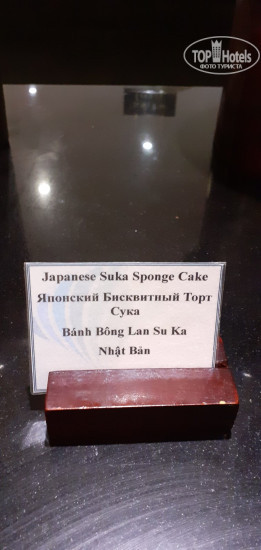 TOP Hotels
ФОТО ТУРИСТА
Japanese Suka Sponge Cake
Японский Бисквитный Торт
Сука
Bánh Bông Lan Su Ka
Nhật Bản